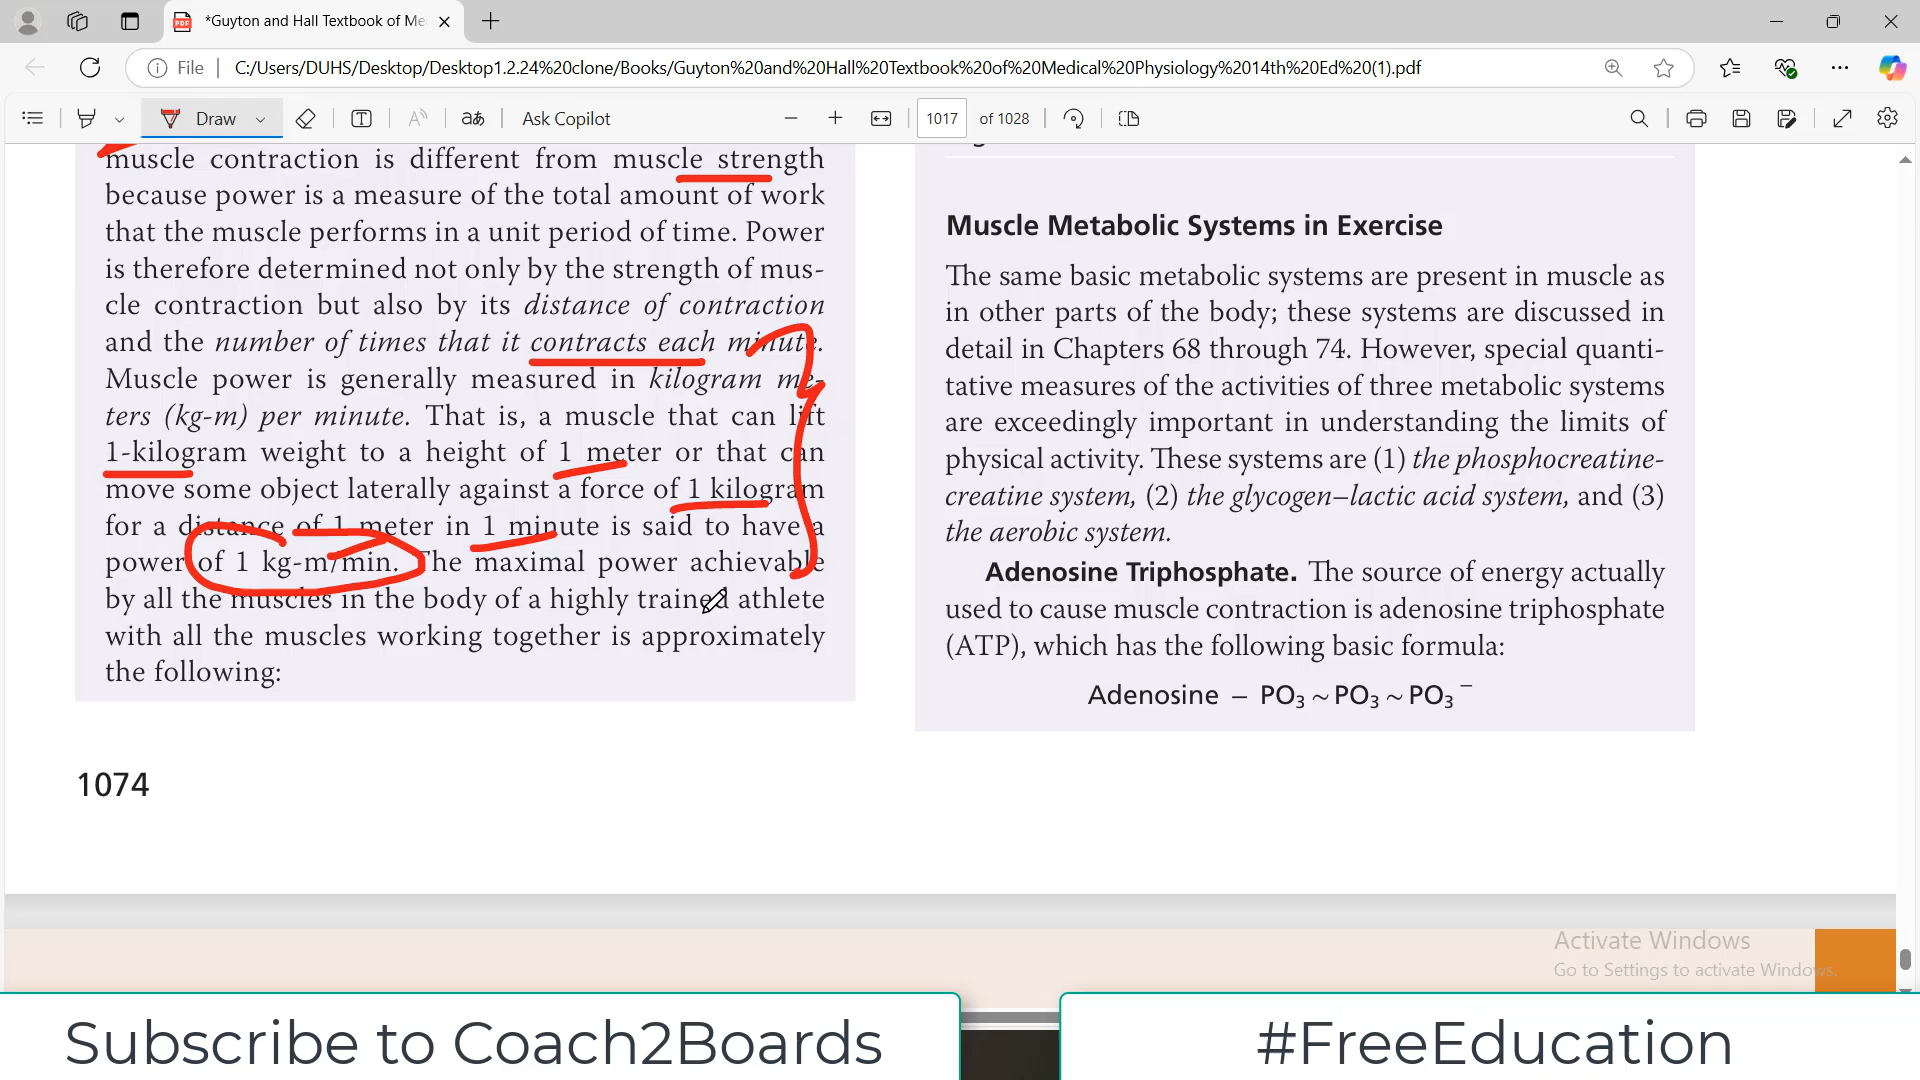 *Guyton and Hall Textbook of Me
File
C:/Users/DUHS/Desktop/Desktop1.2.24%20clone/Books/Guyton%20and%20Hall%20Textbook%20of%20Medical%20Physiology%2014th%20Ed%20(1).pdf
Draw
Ask Copilot
1017 of 1028
muscle contraction is different from muscle strength
because power is a measure of the total amount of work
that the muscle performs in a unit period of time. Power
is therefore determined not only by the strength of mus-
cle contraction but also by its distance of contraction
and the number of times that it contracts each minute.
Muscle power is generally measured in kilogram me-
ters (kg-m) per minute. That is, a muscle that can lift
1-kilogram weight to a height of 1 meter or that can
move some object laterally against a force of 1 kilogram
for a distance of 1 meter in 1 minute is said to have a
power of 1 kg-m/min. The maximal power achievable
by all the muscles in the body of a highly trained athlete
with all the muscles working together is approximately
the following:
1074
Muscle Metabolic Systems in Exercise
The same basic metabolic systems are present in muscle as
in other parts of the body; these systems are discussed in
detail in Chapters 68 through 74. However, special quanti-
tative measures of the activities of three metabolic systems
are exceedingly important in understanding the limits of
physical activity. These systems are (1) the phosphocreatine-
creatine system, (2) the glycogen–lactic acid system, and (3)
the aerobic system.
Adenosine Triphosphate. The source of energy actually
used to cause muscle contraction is adenosine triphosphate
(ATP), which has the following basic formula:
Adenosine – PO₃ ~ PO₃ ~ PO₃⁻
Activate Windows
Go to Settings to activate Windows.
Subscribe to Coach2Boards
#FreeEducation